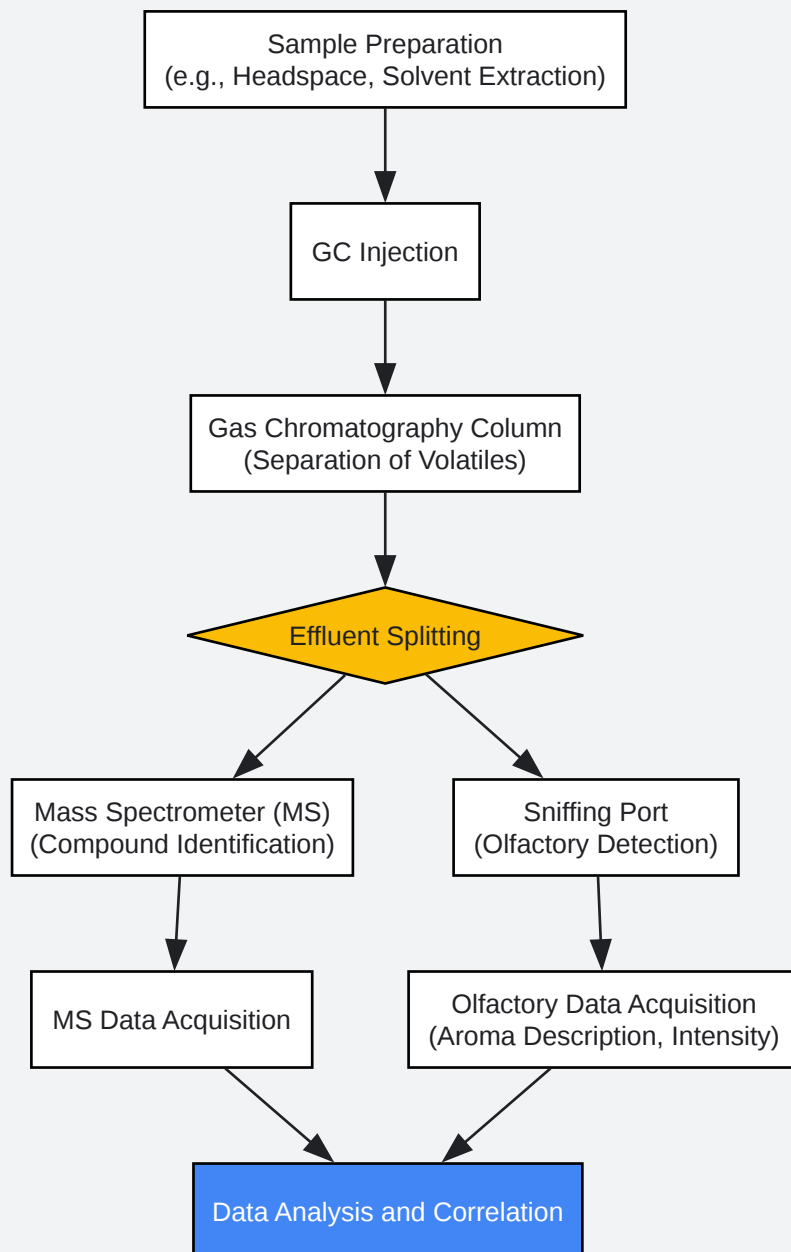 Sample Preparation
(e.g., Headspace, Solvent Extraction)
GC Injection
Gas Chromatography Column
(Separation of Volatiles)
Effluent Splitting
Mass Spectrometer (MS)
(Compound Identification)
Sniffing Port
(Olfactory Detection)
MS Data Acquisition
Olfactory Data Acquisition
(Aroma Description, Intensity)
Data Analysis and Correlation